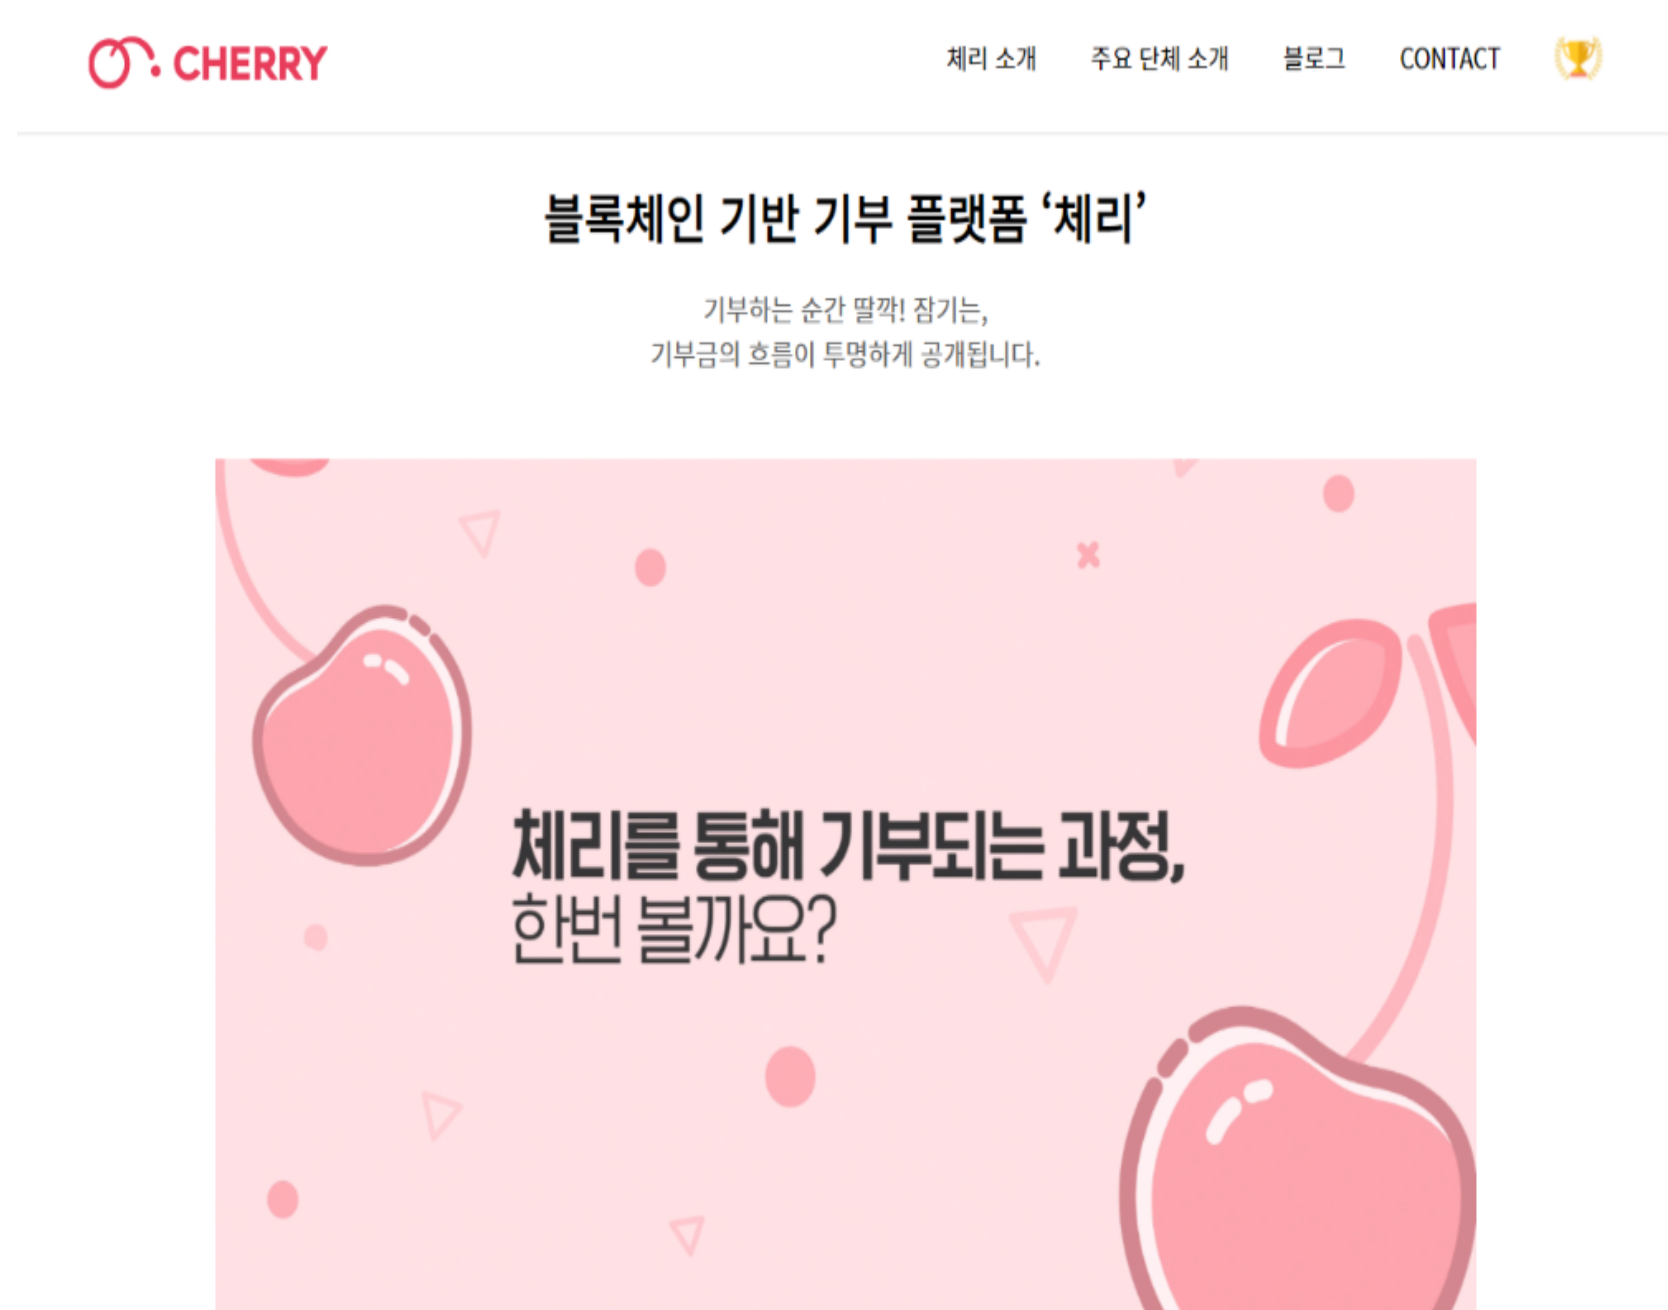 CHERRY
체리 소개 주요 단체 소개 블로그 CONTACT
블록체인 기반 기부 플랫폼 ‘체리’
기부하는 순간 딸깍! 잠기는,
기부금의 흐름이 투명하게 공개됩니다.
체리를 통해 기부되는 과정,
한번 볼까요?